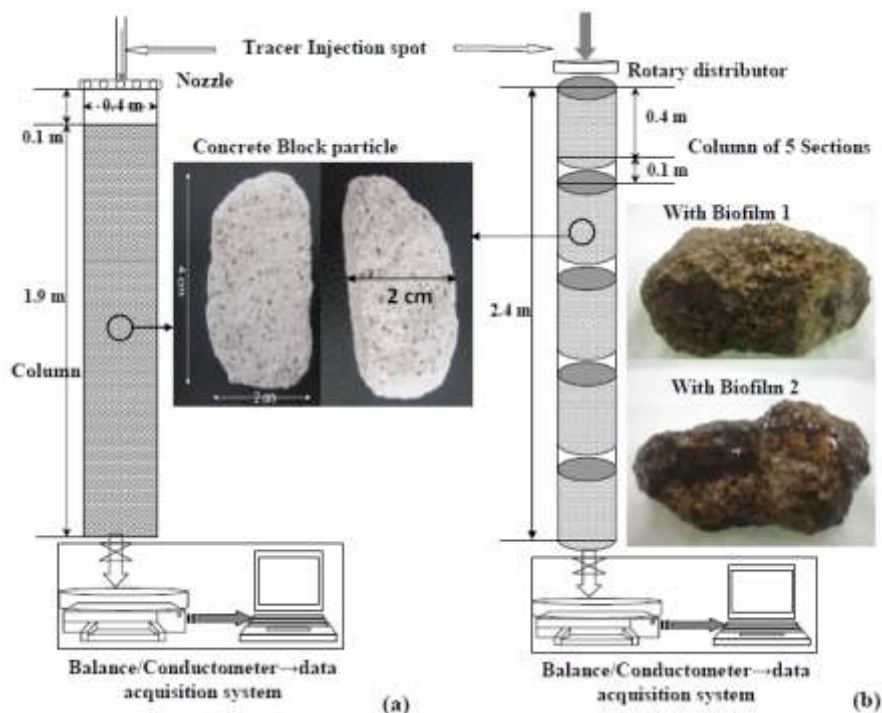 Tracer Injection spot
Nozzle
0.4 m
0.1 m
1.9 m
Column
Concrete Block particle
4 cm
2 cm
Rotary distributor
0.4 m
Column of 5 Sections
0.1 m
With Biofilm 1
2.4 m
With Biofilm 2
Balance/Conductometer→data
acquisition system
(a)
Balance/Conductometer→data
acquisition system
(b)